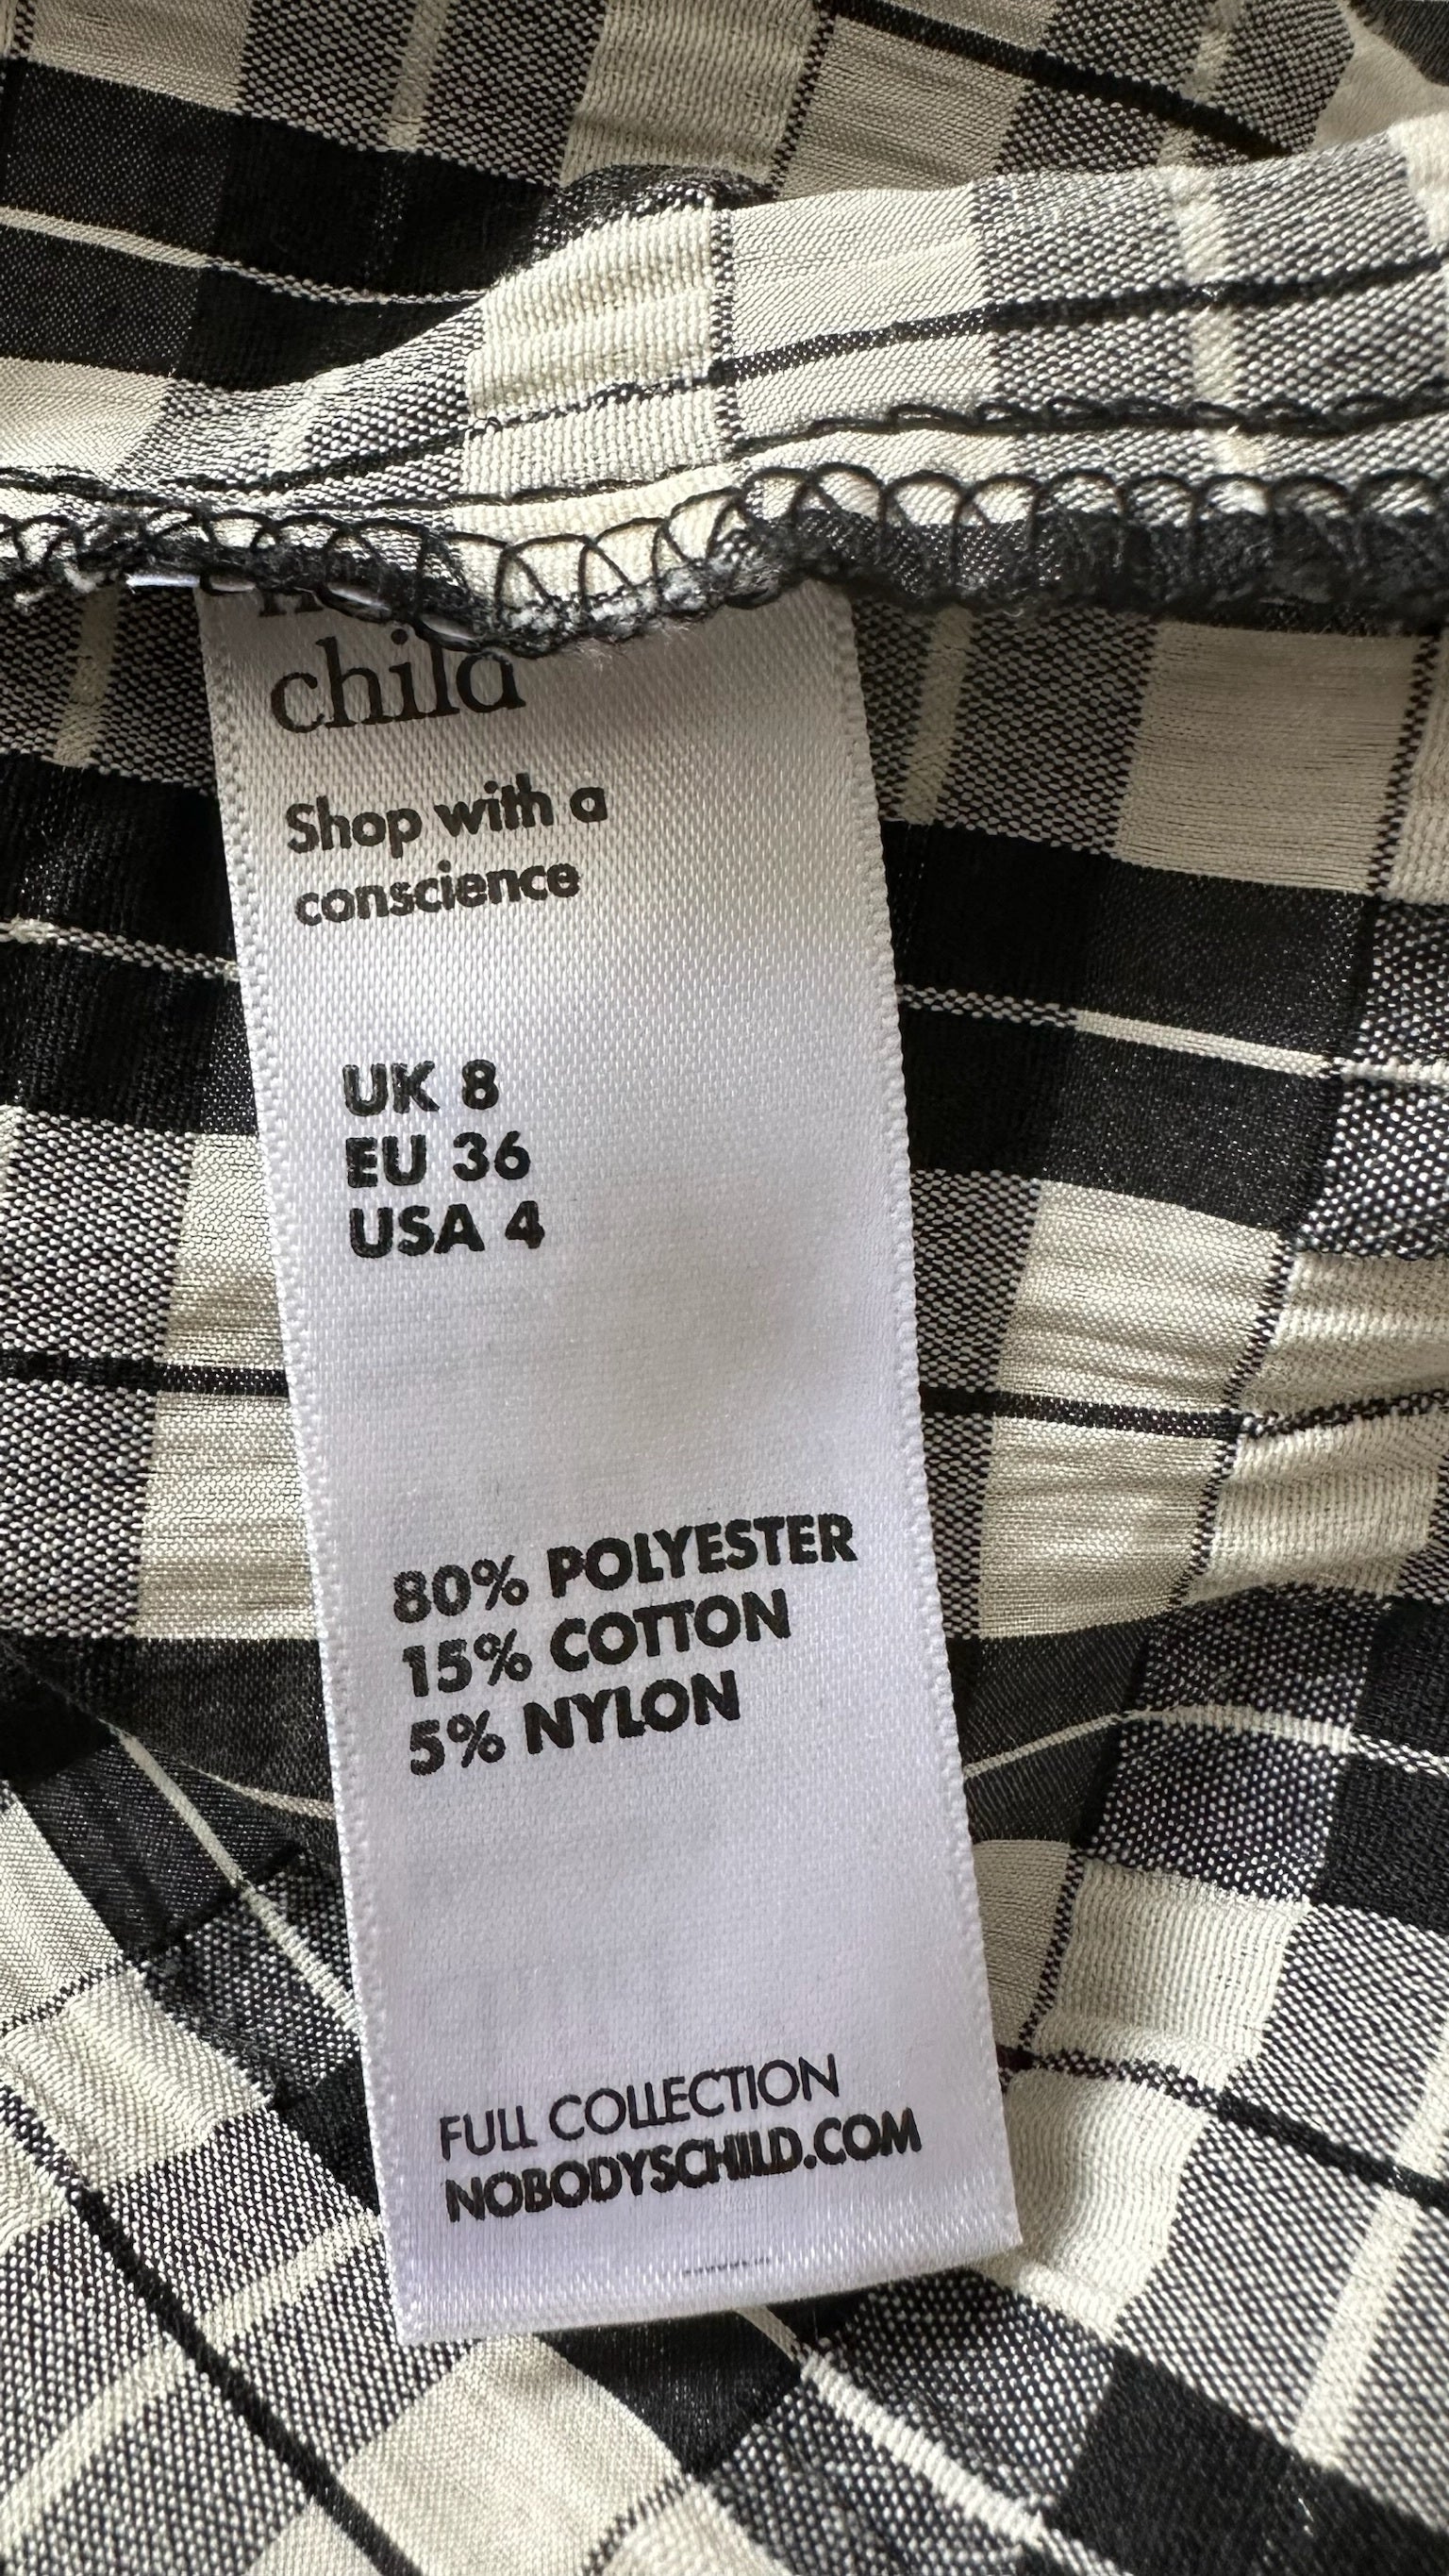 child
Shop with a
conscience
UK 8
EU 36
USA 4
80% POLYESTER
15% COTTON
5% NYLON
FULL COLLECTION
NOBODYSCHILD.COM